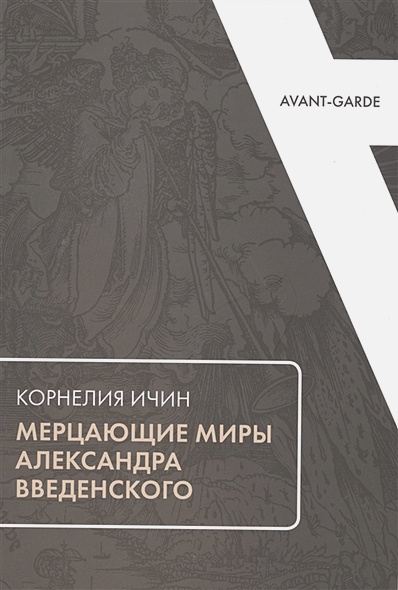 AVANT-GARDE
КОРНЕЛИЯ ИЧИН
МЕРЦАЮЩИЕ МИРЫ
АЛЕКСАНДРА
ВВЕДЕНСКОГО